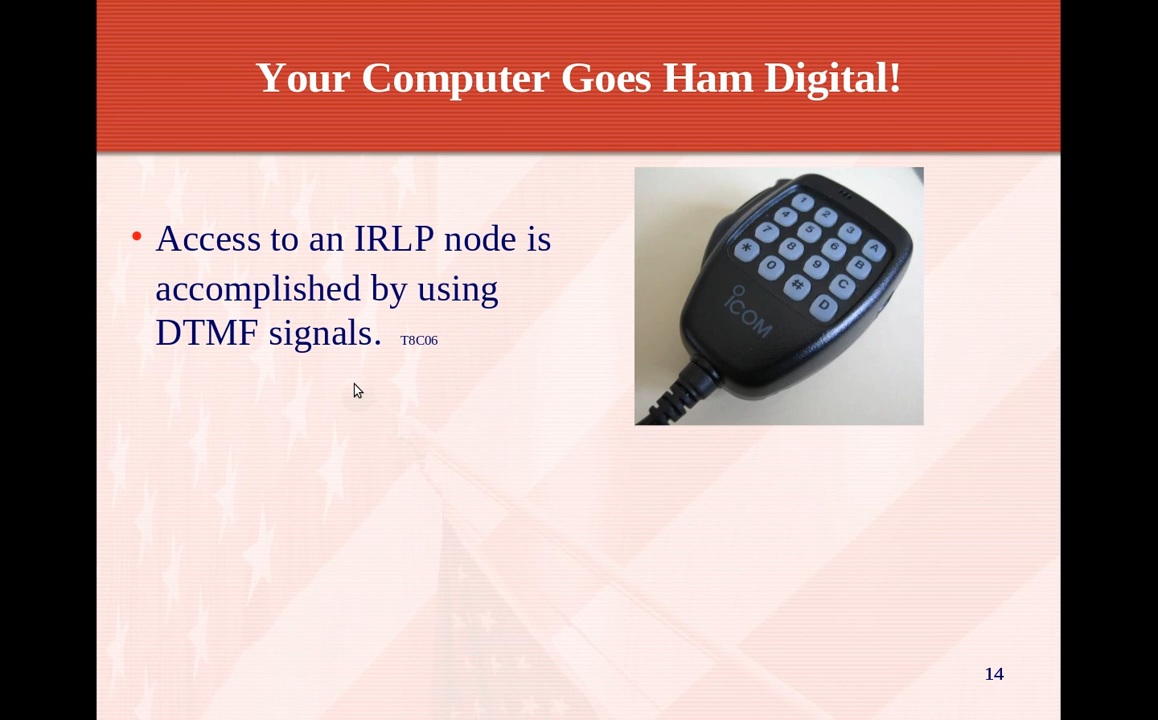 Your Computer Goes Ham Digital!
• Access to an IRLP node is
accomplished by using
DTMF signals. T8C06
1 2 3 A
4 5 6 B
7 8 9 C
* 0 # D
ICOM
14